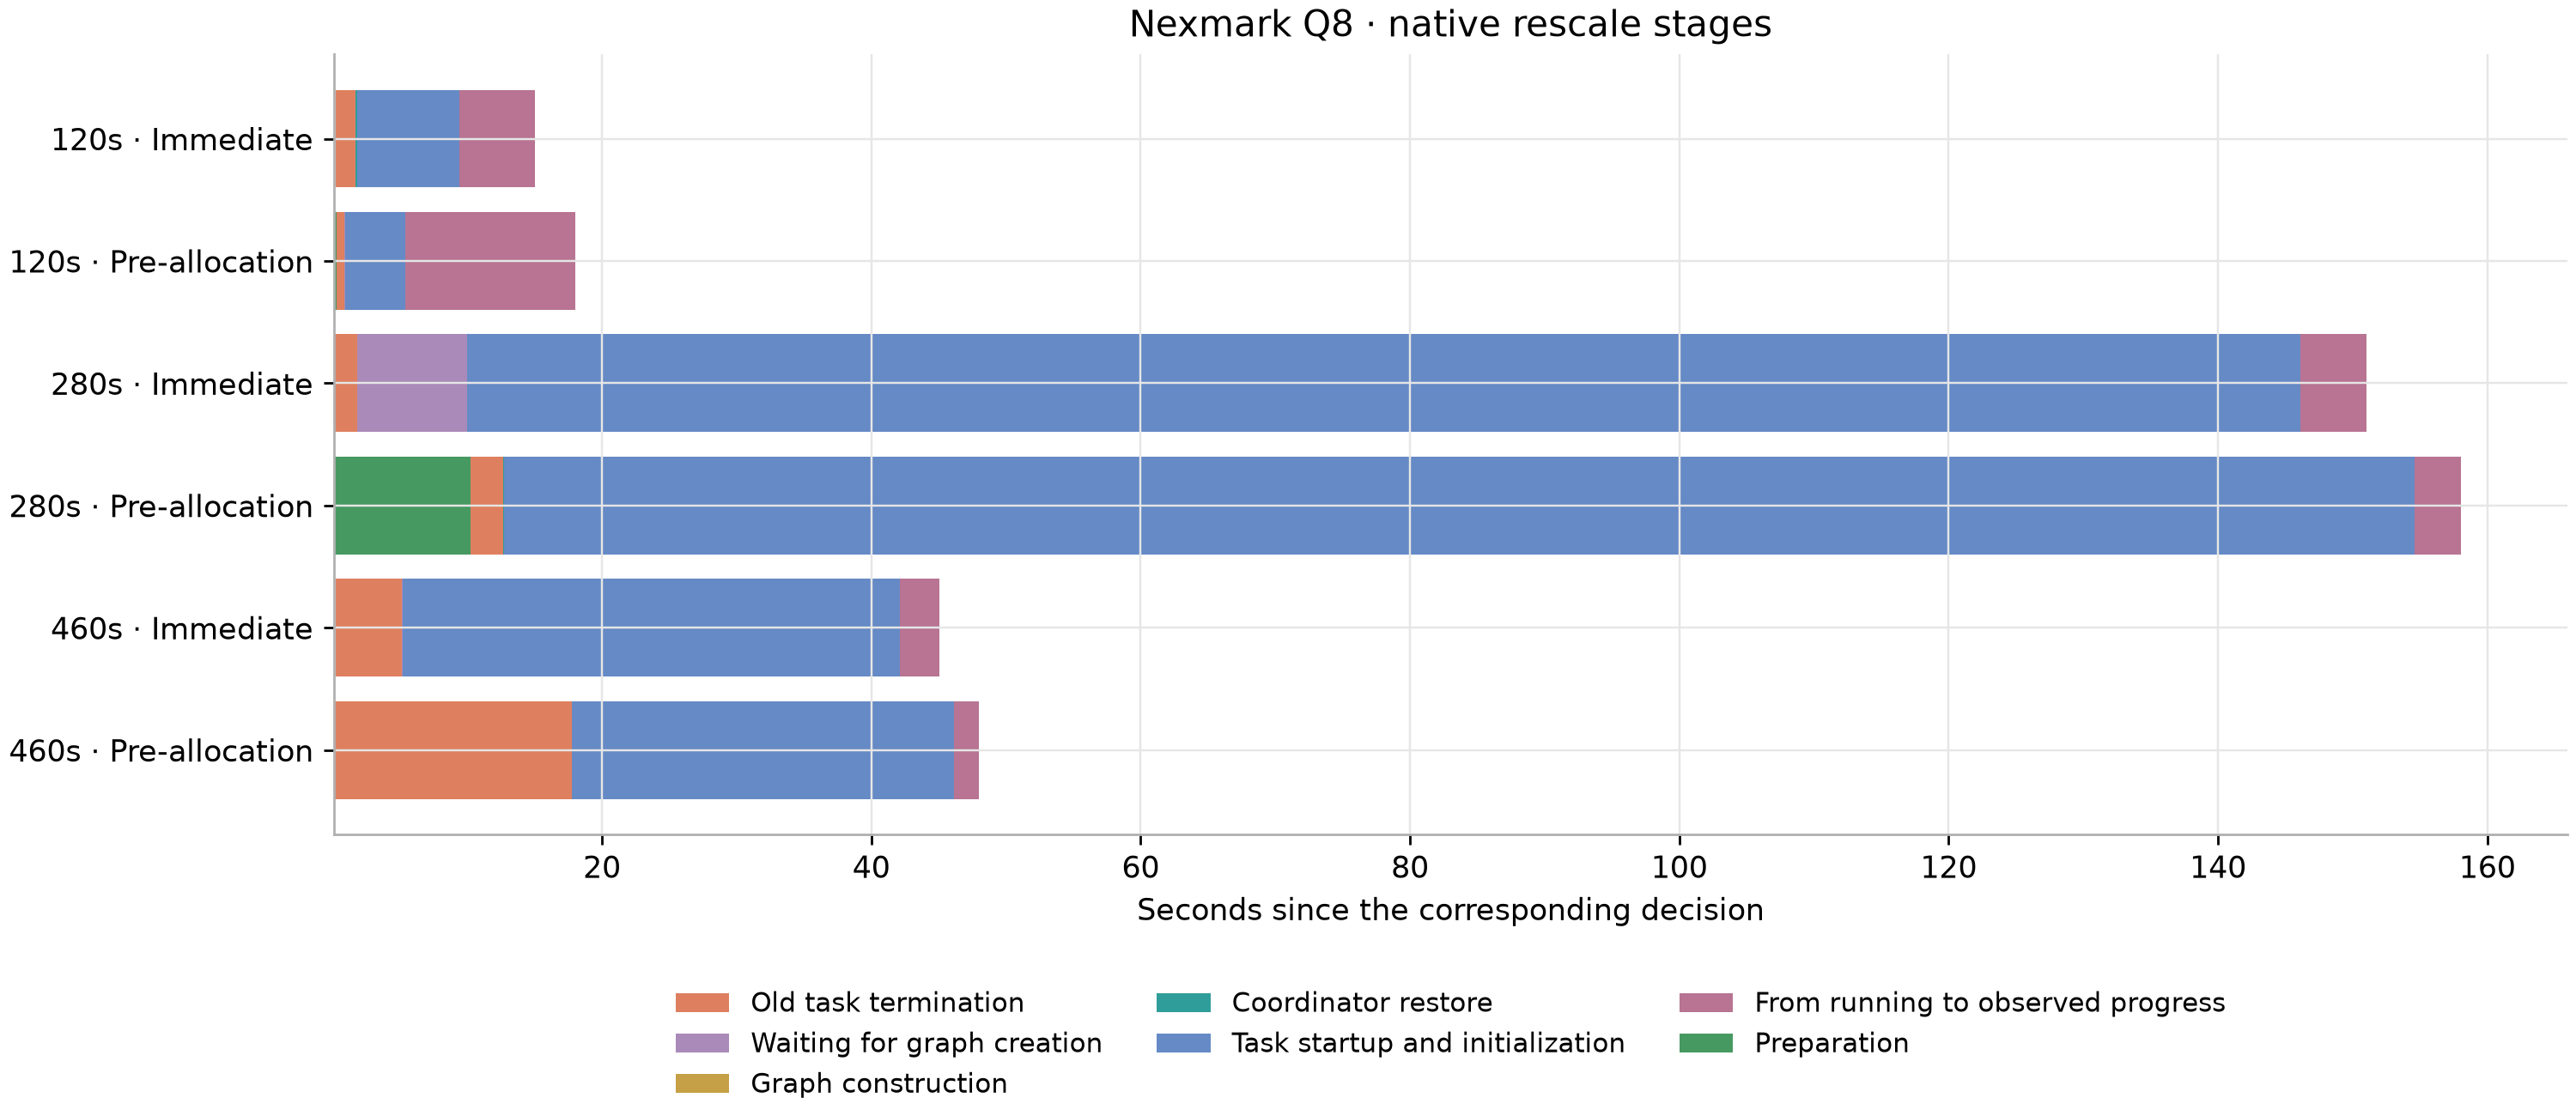 Nexmark Q8 · native rescale stages
120s · Immediate
120s · Pre-allocation
280s · Immediate
280s · Pre-allocation
460s · Immediate
460s · Pre-allocation
20 40 60 80 100 120 140 160
Seconds since the corresponding decision
Old task termination
Waiting for graph creation
Graph construction
Coordinator restore
Task startup and initialization
From running to observed progress
Preparation